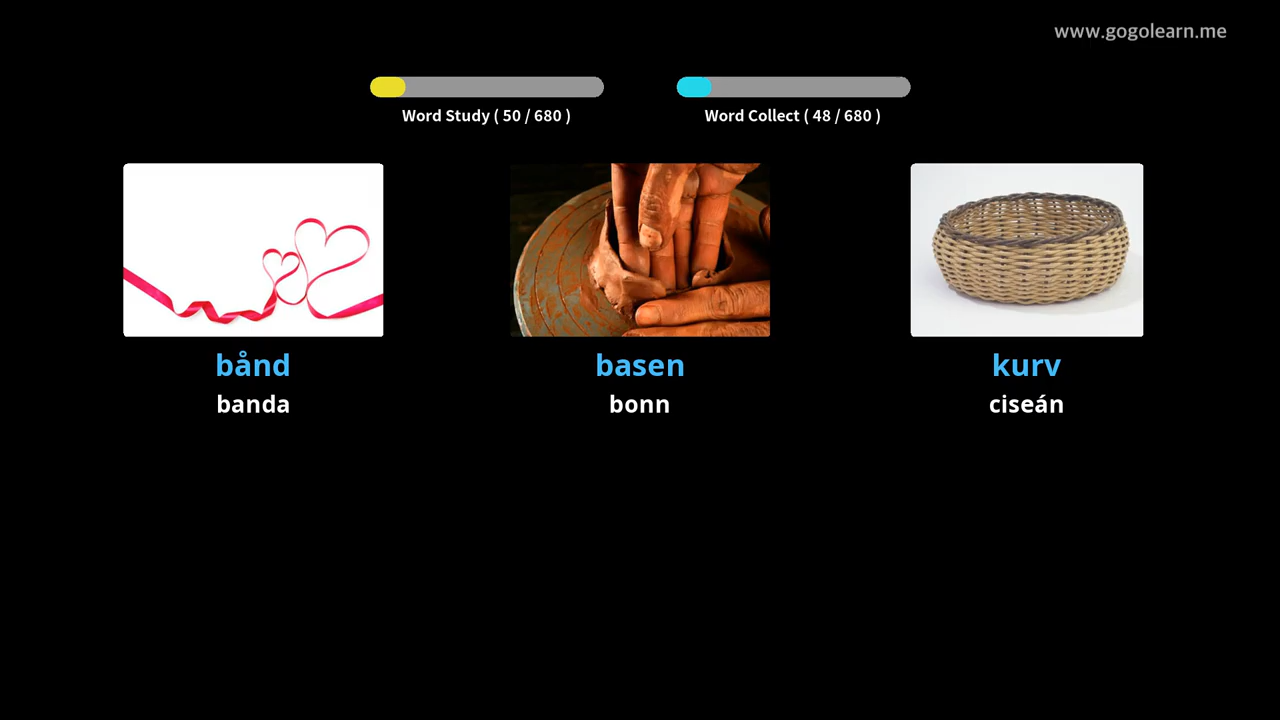 www.gogolearn.me
Word Study ( 50 / 680 )
Word Collect ( 48 / 680 )
bånd
basen
kurv
banda
bonn
ciseán